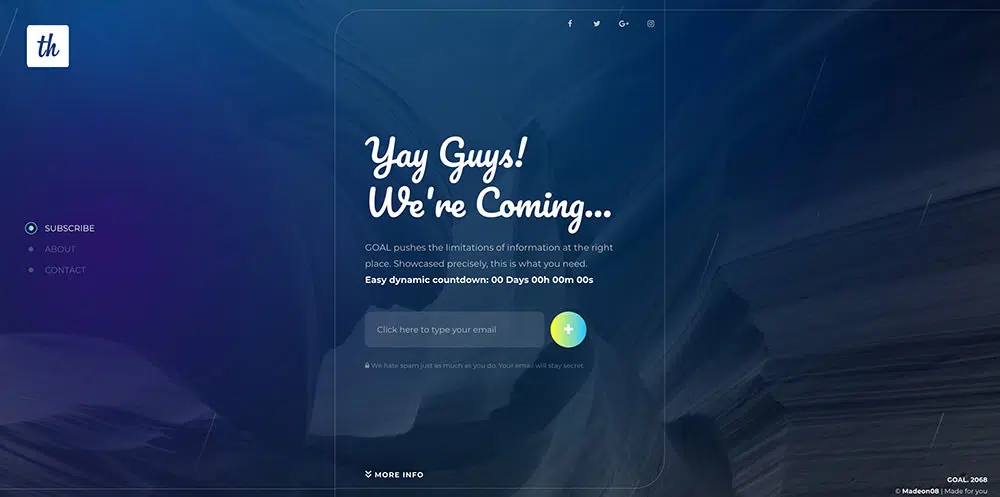 th
Yay Guys!
We're Coming...
SUBSCRIBE
ABOUT
CONTACT
GOAL pushes the limitations of information at the right
place. Showcased precisely, this is what you need.
Easy dynamic countdown: 00 Days 00h 00m 00s
Click here to type your email
We hate spam just as much as you do. Your email will stay secret.
MORE INFO
GOAL. 2068
© Madeon08 | Made for you